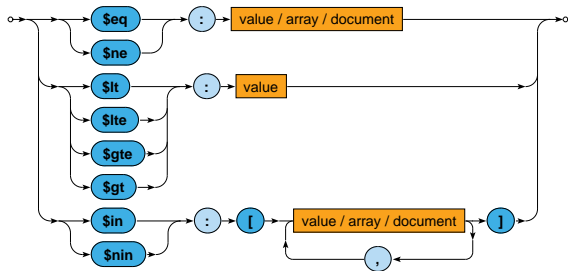 $eq : value / array / document
$ne
$lt : value
$lte
$gte
$gt
$in : [ value / array / document ]
$nin ,